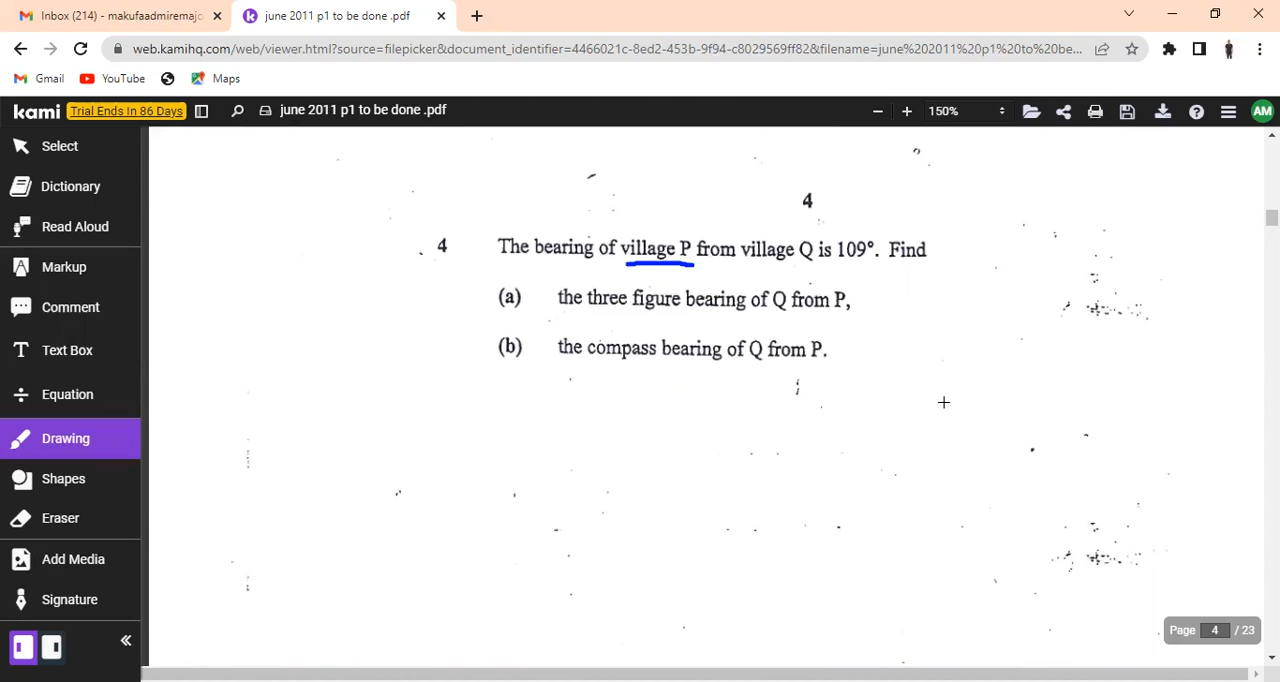 Inbox (214) - makufaadmiremajo
june 2011 p1 to be done .pdf
web.kamihq.com/web/viewer.html?source=filepicker&document_identifier=4466021c-8ed2-453b-9f94-c8029569ff82&filename=june%202011%20p1%20to%20be...
Gmail
YouTube
Maps
kami
Trial Ends In 86 Days
june 2011 p1 to be done .pdf
150%
AM
Select
Dictionary
Read Aloud
Markup
Comment
Text Box
Equation
Drawing
Shapes
Eraser
Add Media
Signature
4
4 The bearing of village P from village Q is 109°. Find
(a) the three figure bearing of Q from P,
(b) the compass bearing of Q from P.
Page 4 / 23